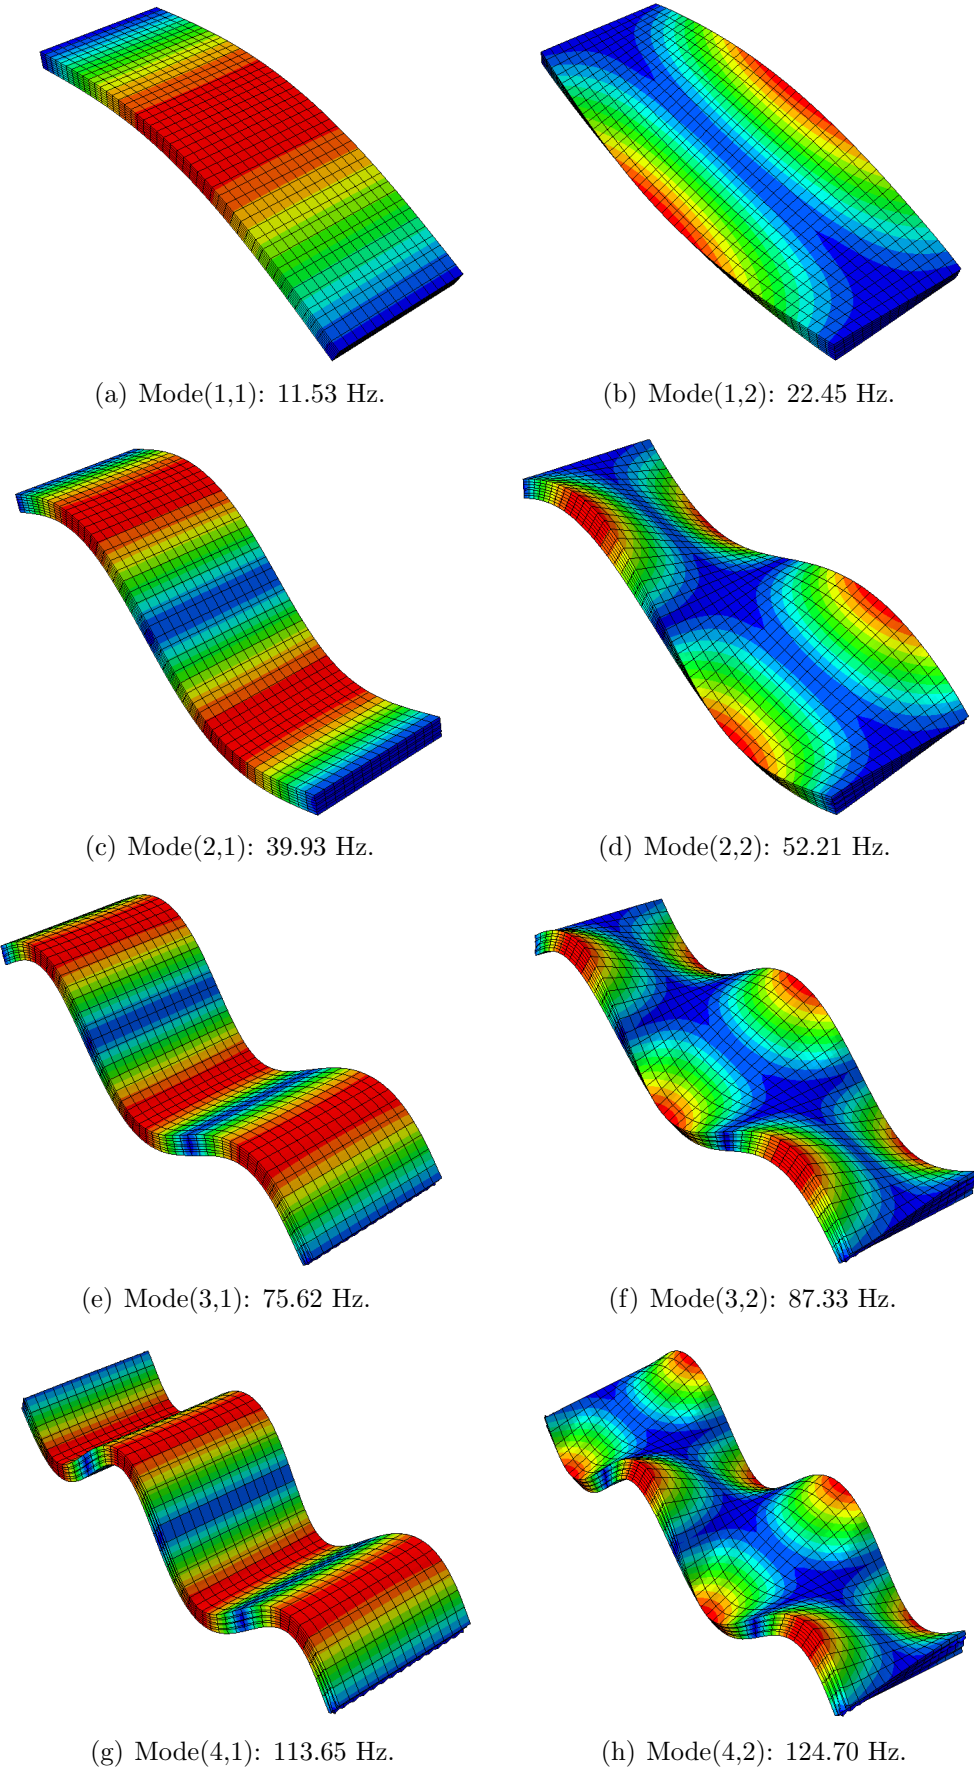 (a) Mode(1,1): 11.53 Hz.
(b) Mode(1,2): 22.45 Hz.
(c) Mode(2,1): 39.93 Hz.
(d) Mode(2,2): 52.21 Hz.
(e) Mode(3,1): 75.62 Hz.
(f) Mode(3,2): 87.33 Hz.
(g) Mode(4,1): 113.65 Hz.
(h) Mode(4,2): 124.70 Hz.